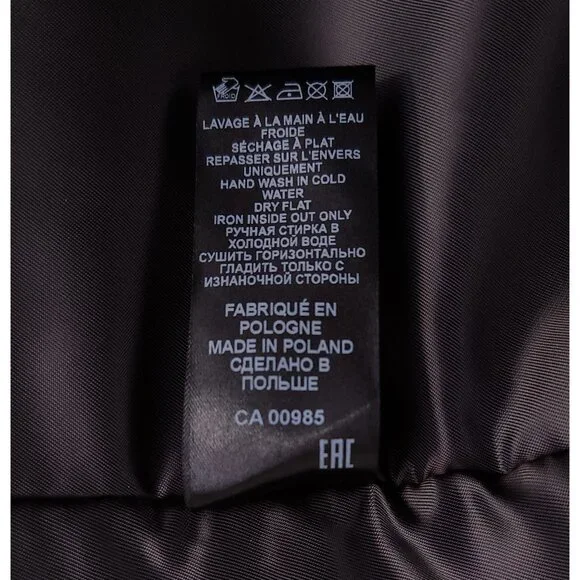 LAVAGE À LA MAIN À L'EAU
FROIDE
SÉCHAGE À PLAT
REPASSER SUR L'ENVERS
UNIQUEMENT
HAND WASH IN COLD
WATER
DRY FLAT
IRON INSIDE OUT ONLY
РУЧНАЯ СТИРКА В
ХОЛОДНОЙ ВОДЕ
СУШИТЬ ГОРИЗОНТАЛЬНО
ГЛАДИТЬ ТОЛЬКО С
ИЗНАНОЧНОЙ СТОРОНЫ
FABRIQUÉ EN
POLOGNE
MADE IN POLAND
СДЕЛАНО В
ПОЛЬШЕ
CA 00985
EAC